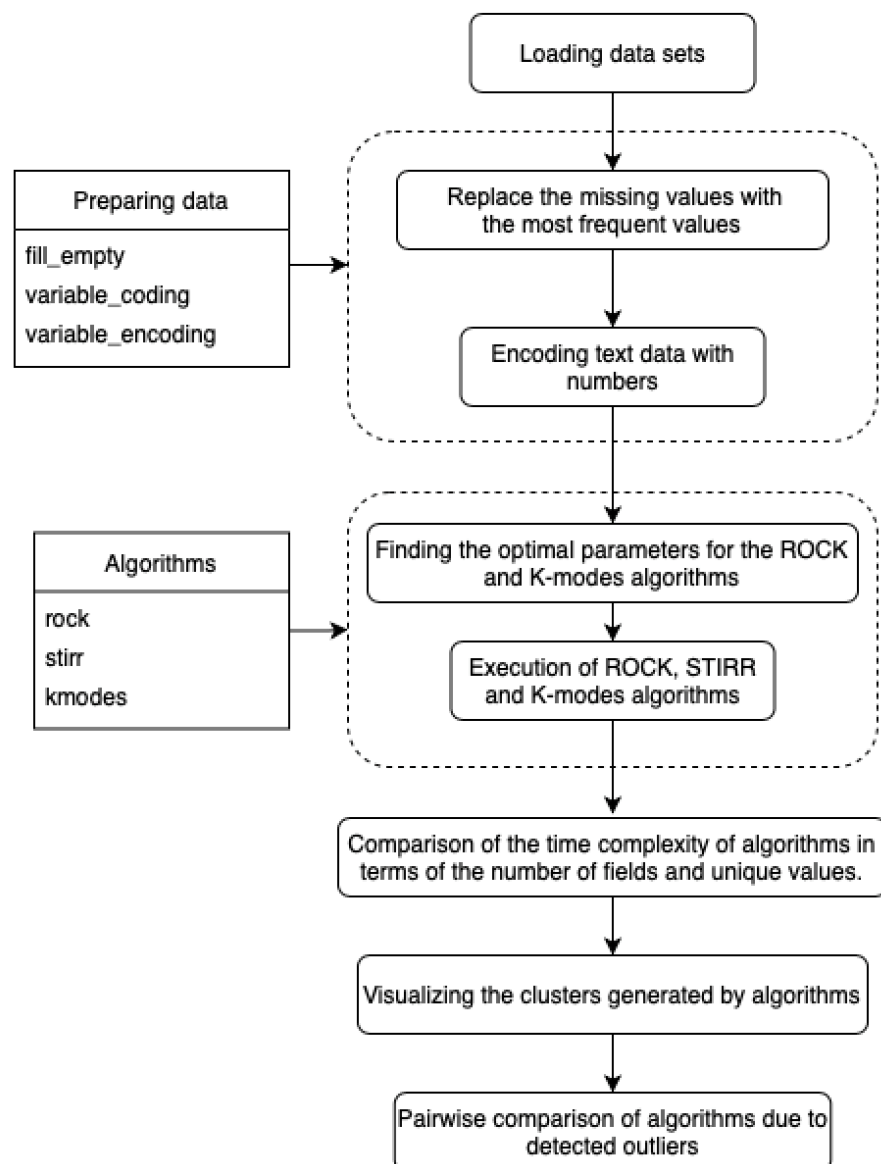 Loading data sets
Preparing data
fill_empty
variable_coding
variable_encoding
Replace the missing values with
the most frequent values
Encoding text data with
numbers
Algorithms
rock
stirr
kmodes
Finding the optimal parameters for the ROCK
and K-modes algorithms
Execution of ROCK, STIRR
and K-modes algorithms
Comparison of the time complexity of algorithms in
terms of the number of fields and unique values.
Visualizing the clusters generated by algorithms
Pairwise comparison of algorithms due to
detected outliers